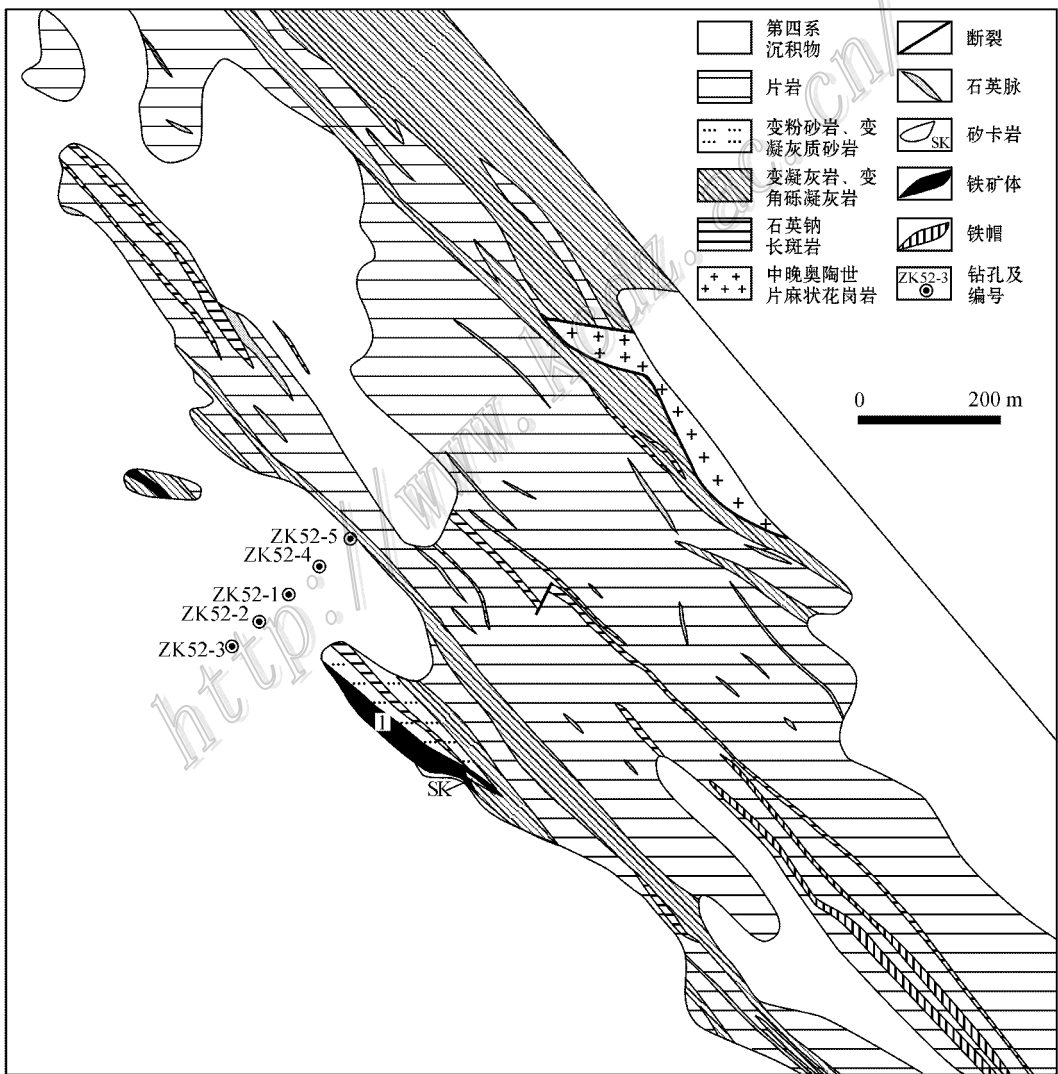 第四系
沉积物
片岩
变粉砂岩、变
凝灰质砂岩
变凝灰岩、变
角砾凝灰岩
石英钠
长斑岩
中晚奥陶世
片麻状花岗岩
断裂
石英脉
SK
矽卡岩
铁矿体
铁帽
ZK52-3
钻孔及
编号
0 200 m
ZK52-5
ZK52-4
ZK52-1
ZK52-2
ZK52-3
1
SK
http://www.kcdz.ac.cn/